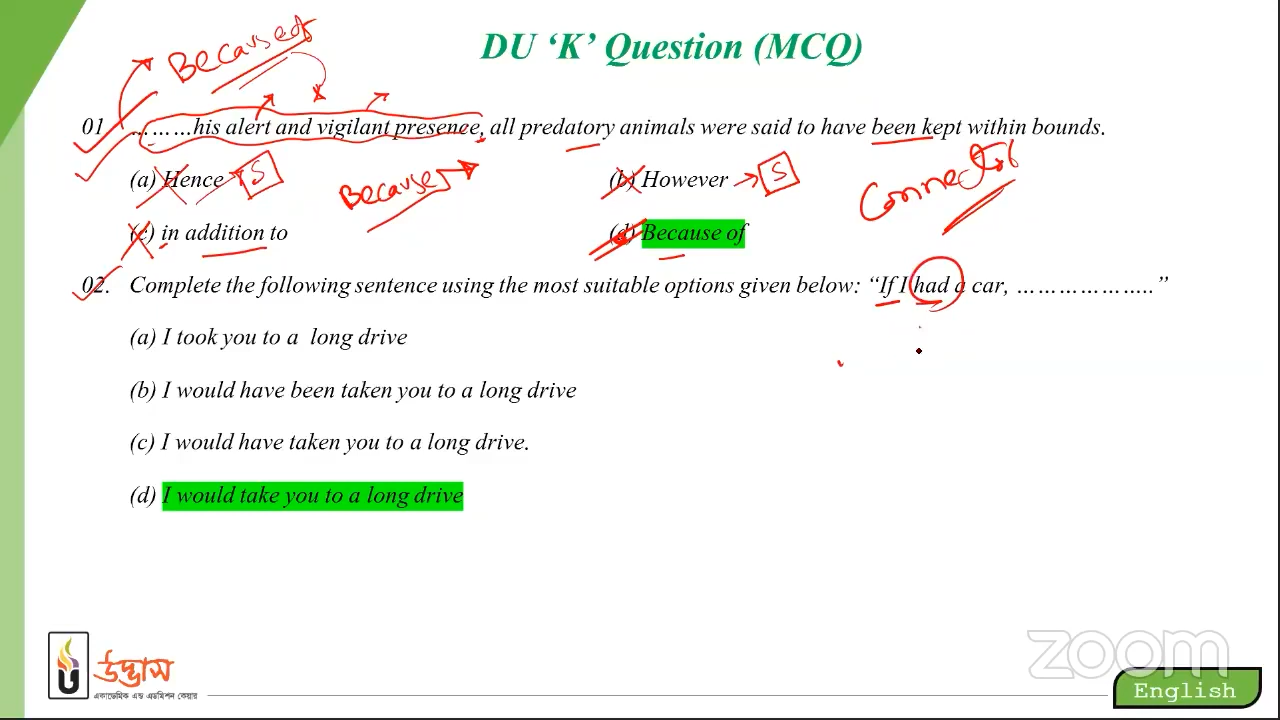 DU ‘K’ Question (MCQ)
Because of
01 ………his alert and vigilant presence, all predatory animals were said to have been kept within bounds.
(a) Hence → S
(b) However → S
Because
Connector
(c) in addition to
(d) Because of
02. Complete the following sentence using the most suitable options given below: “If I had a car, ………………..”
(a) I took you to a long drive
(b) I would have been taken you to a long drive
(c) I would have taken you to a long drive.
(d) I would take you to a long drive
zoom
উদ্ভাস
একাডেমিক এন্ড এডমিশন কেয়ার
English